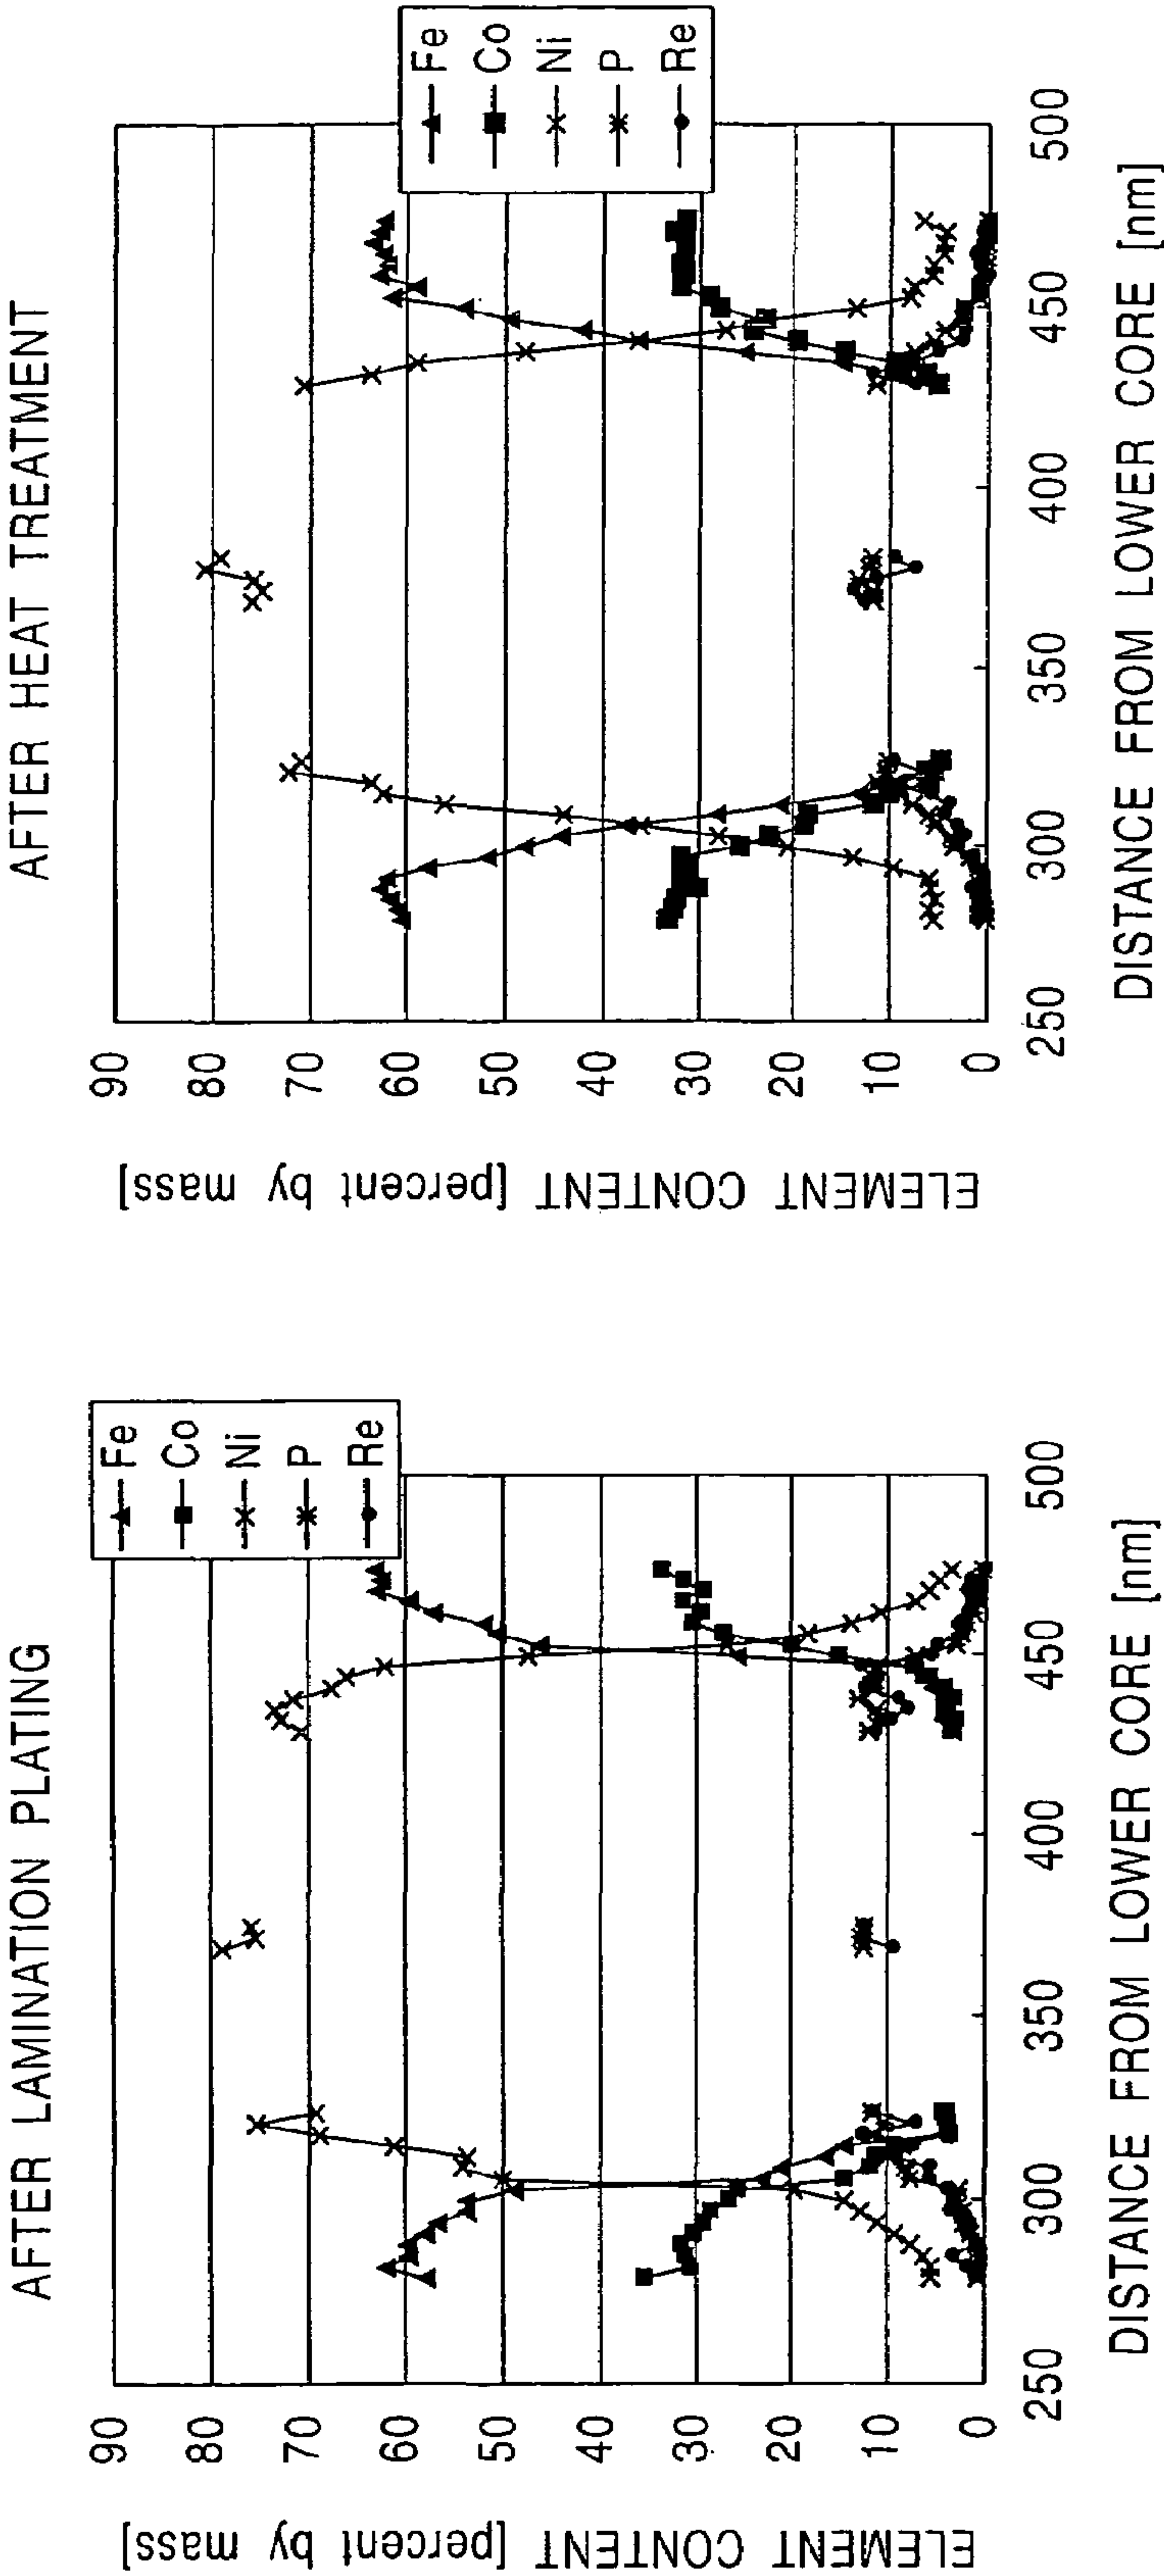 AFTER LAMINATION PLATING
ELEMENT CONTENT [percent by mass]
90
80
70
60
50
40
30
20
10
0
250
300
350
400
450
500
DISTANCE FROM LOWER CORE [nm]
Fe
Co
Ni
P
Re
AFTER HEAT TREATMENT
ELEMENT CONTENT [percent by mass]
90
80
70
60
50
40
30
20
10
0
250
300
350
400
450
500
DISTANCE FROM LOWER CORE [nm]
Fe
Co
Ni
P
Re